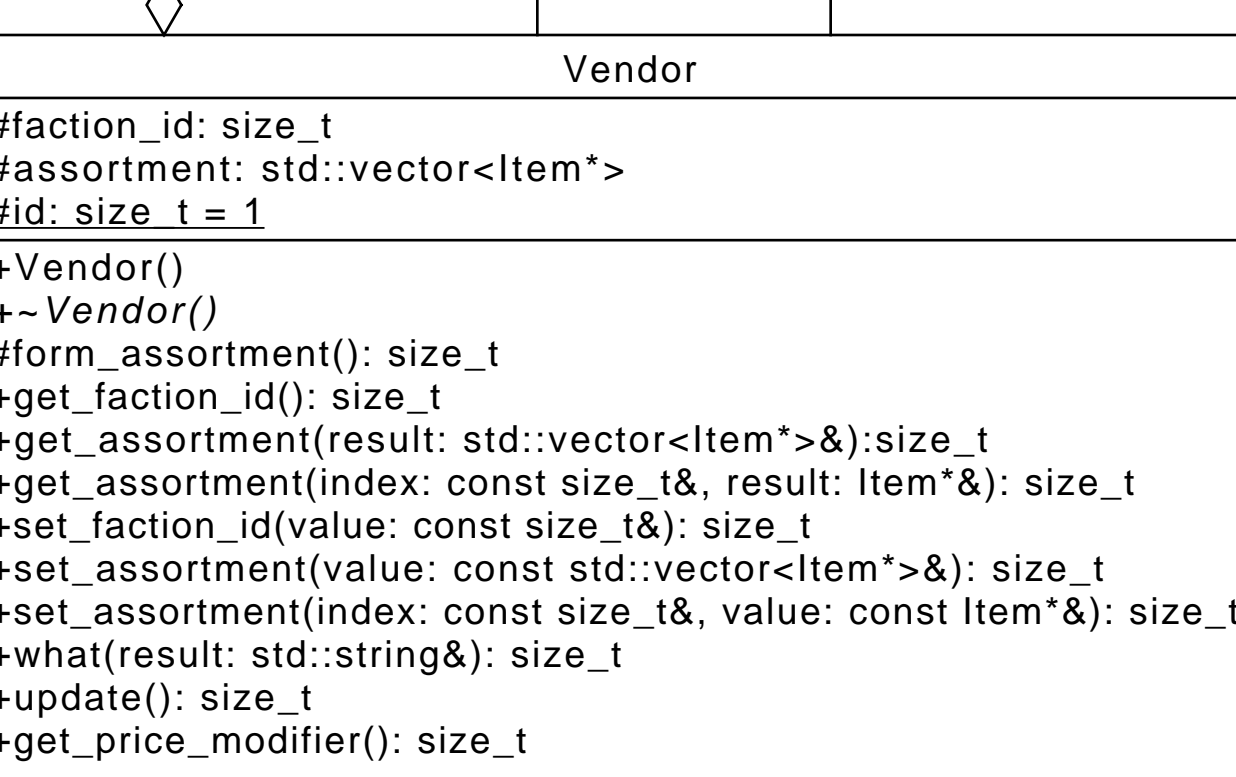 Vendor
#faction_id: size_t
#assortment: std::vector<Item*>
#id: size_t = 1
+Vendor()
+~Vendor()
#form_assortment(): size_t
+get_faction_id(): size_t
+get_assortment(result: std::vector<Item*>&):size_t
+get_assortment(index: const size_t&, result: Item*&): size_t
+set_faction_id(value: const size_t&): size_t
+set_assortment(value: const std::vector<Item*>&): size_t
+set_assortment(index: const size_t&, value: const Item*&): size_t
+what(result: std::string&): size_t
+update(): size_t
+get_price_modifier(): size_t